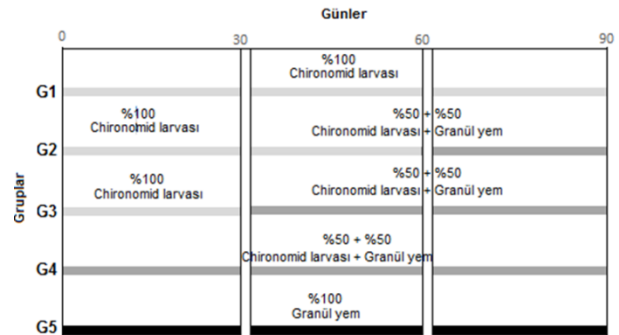 Günler
0 30 60 90
%100
Chironomid larvası
G1
%100
Chironomid larvası
%50 + %50
Chironomid larvası + Granül yem
G2
%100
Chironomid larvası
%50 + %50
Chironomid larvası + Granül yem
Gruplar
G3
%50 + %50
Chironomid larvası + Granül yem
G4
%100
Granül yem
G5